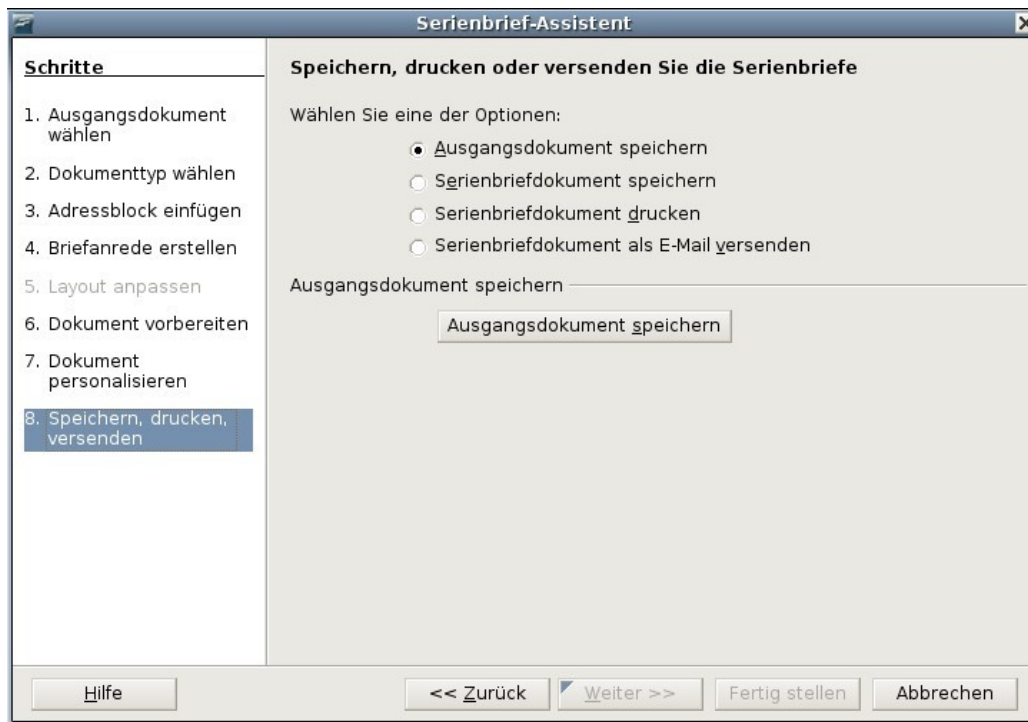 Serienbrief-Assistent
Schritte
1. Ausgangsdokument
wählen
2. Dokumenttyp wählen
3. Adressblock einfügen
4. Briefanrede erstellen
5. Layout anpassen
6. Dokument vorbereiten
7. Dokument
personalisieren
8. Speichern, drucken,
versenden
Speichern, drucken oder versenden Sie die Serienbriefe
Wählen Sie eine der Optionen:
Ausgangsdokument speichern
Serienbriefdokument speichern
Serienbriefdokument drucken
Serienbriefdokument als E-Mail versenden
Ausgangsdokument speichern
Ausgangsdokument speichern
Hilfe
<< Zurück
Weiter >>
Fertig stellen
Abbrechen